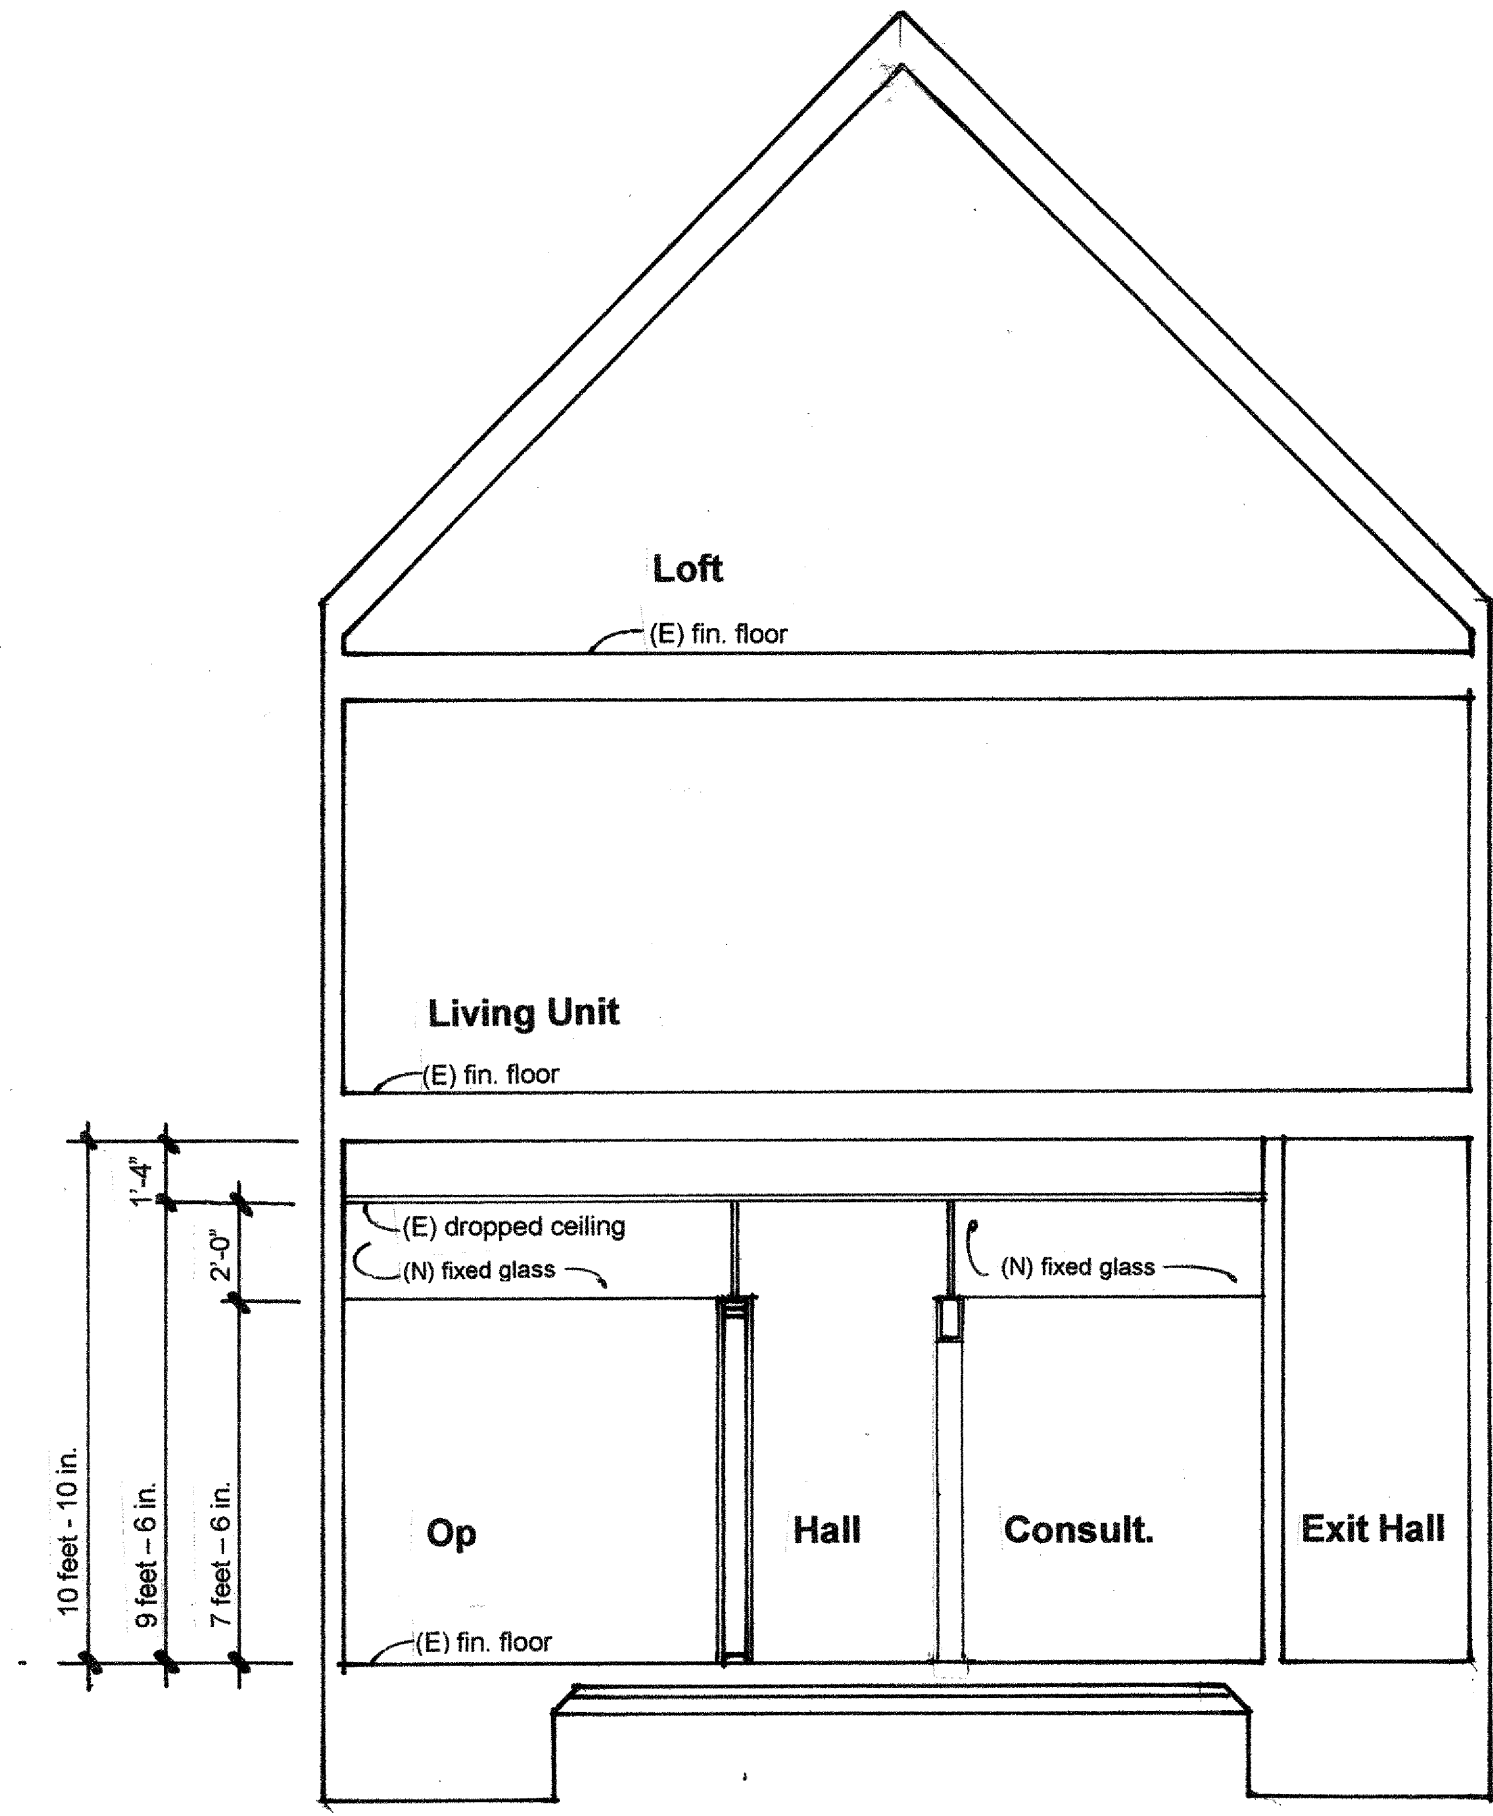 Loft
(E) fin. floor
Living Unit
(E) fin. floor
1'-4"
(E) dropped ceiling
2'-0"
(N) fixed glass
(N) fixed glass
10 feet - 10 in.
9 feet – 6 in.
7 feet – 6 in.
Op
Hall
Consult.
Exit Hall
(E) fin. floor